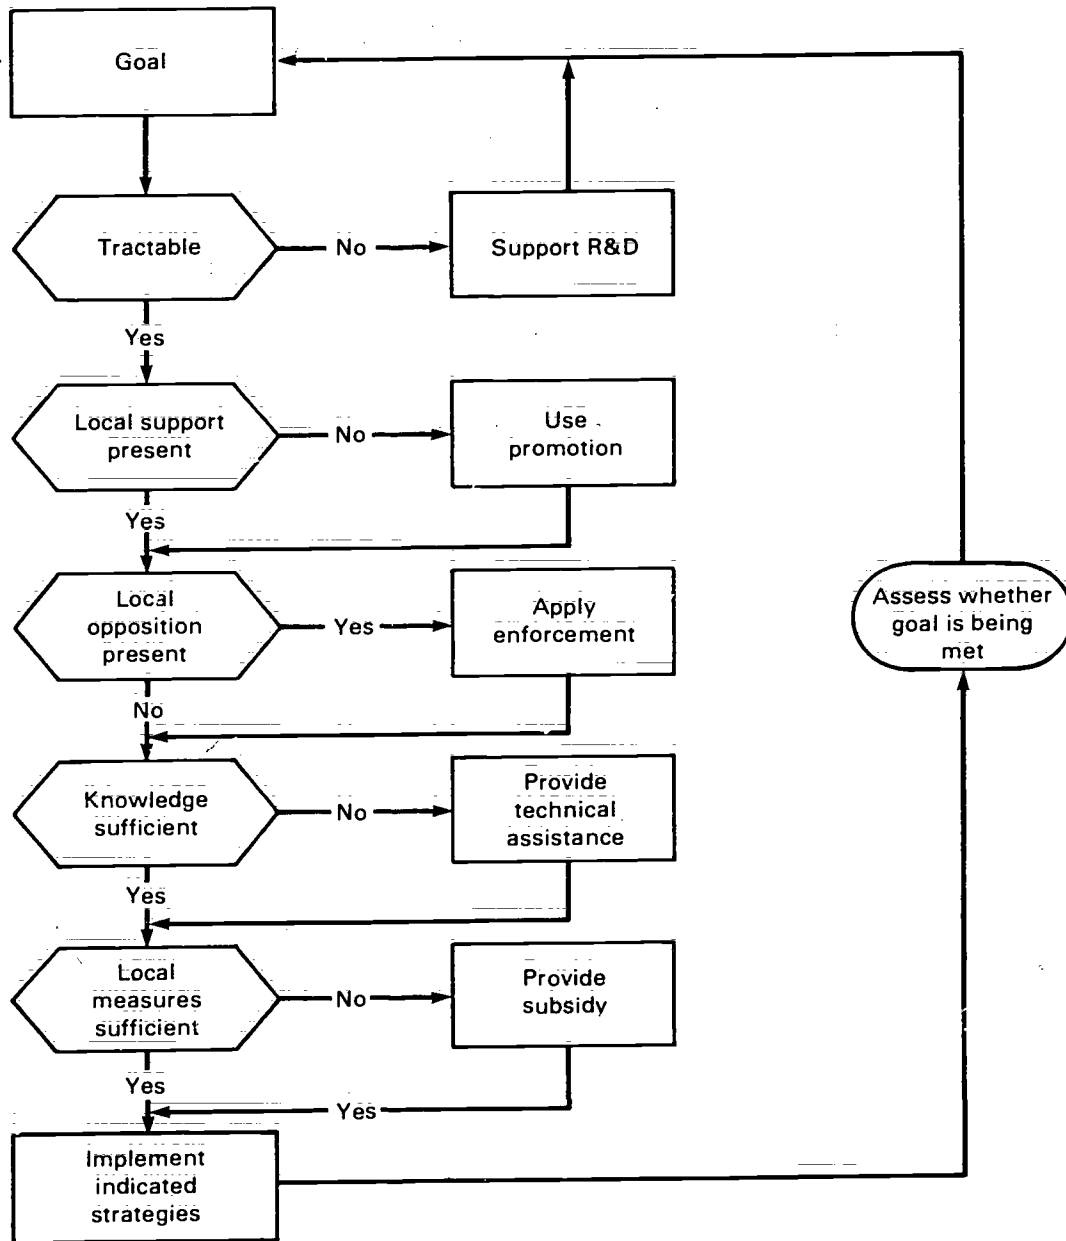 Goal
Tractable
No
Support R&D
Yes
Local support
present
No
Use
promotion
Yes
Local
opposition
present
Yes
Apply
enforcement
Assess whether
goal is being
met
No
Knowledge
sufficient
No
Provide
technical
assistance
Yes
Local
measures
sufficient
No
Provide
subsidy
Yes
Yes
Implement
indicated
strategies